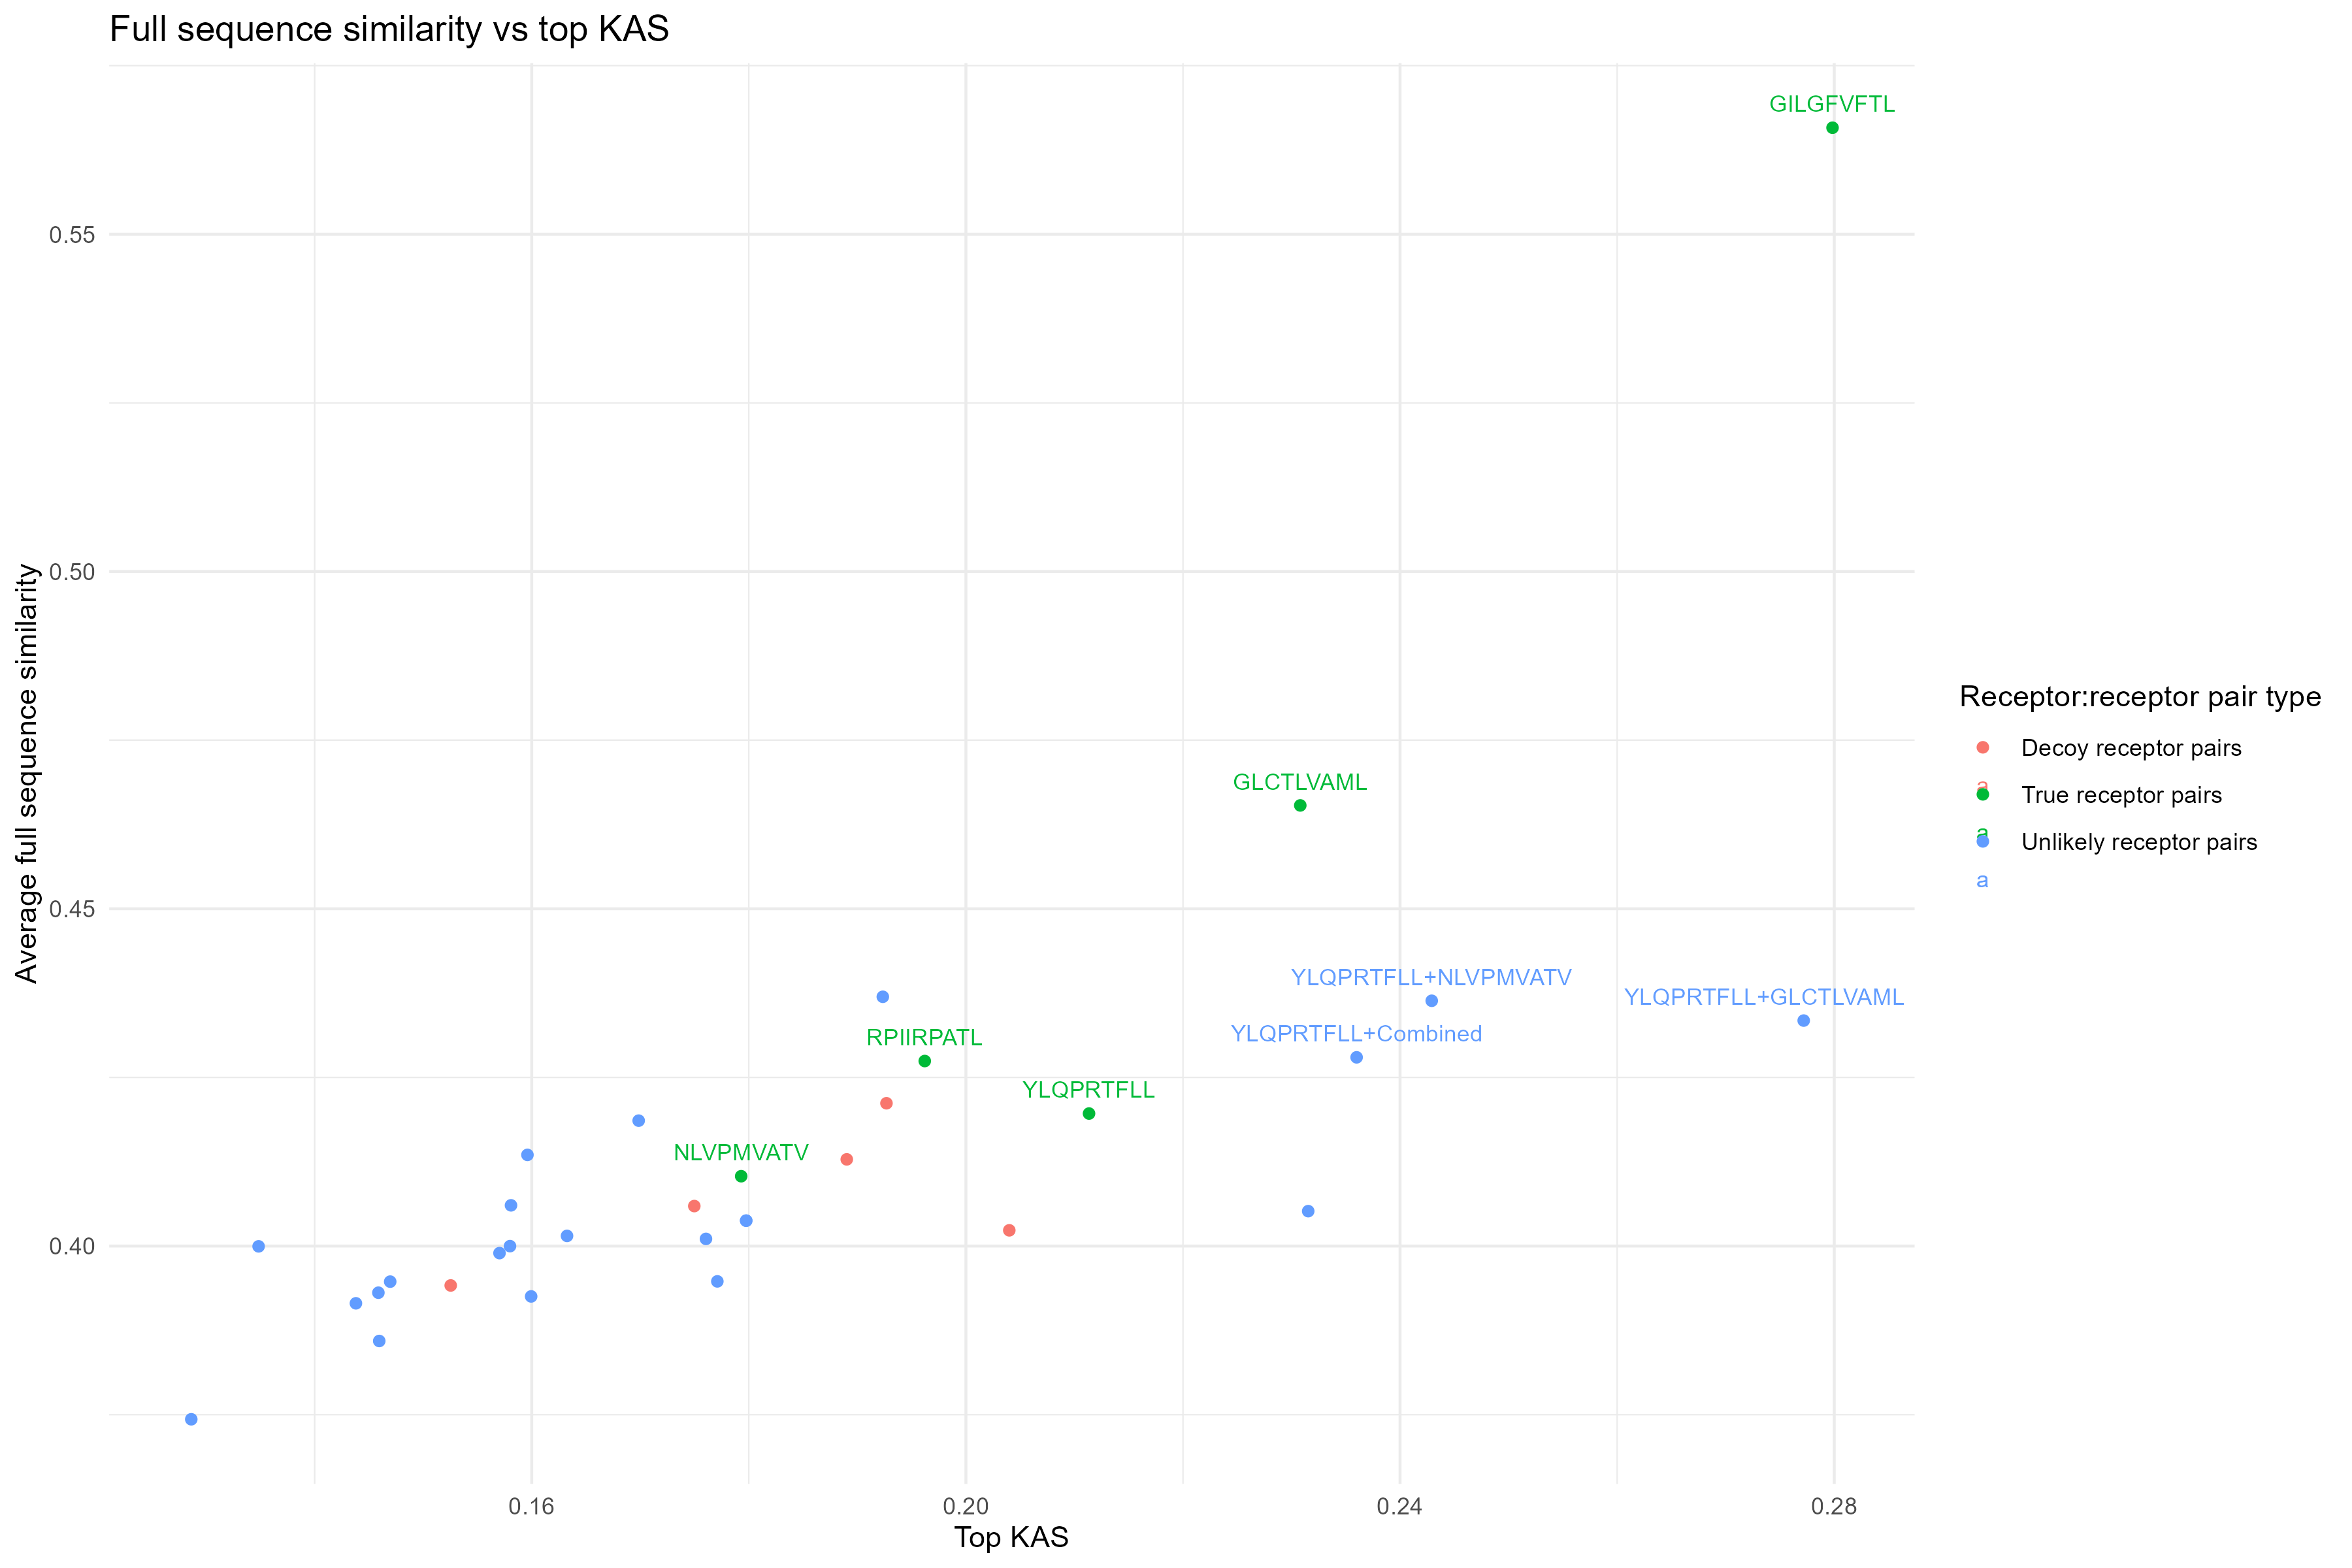 Full sequence similarity vs top KAS
GILGFVFTL
0.55
0.50
GLCTLVAML
0.45
YLQPRTFLL+NLVPMVATV
YLQPRTFLL+GLCTLVAML
YLQPRTFLL+Combined
RPIIRPATL
YLQPRTFLL
NLVPMVATV
0.40
Average full sequence similarity
0.16
0.20
0.24
0.28
Top KAS
Receptor:receptor pair type
Decoy receptor pairs
a
True receptor pairs
a
Unlikely receptor pairs
a